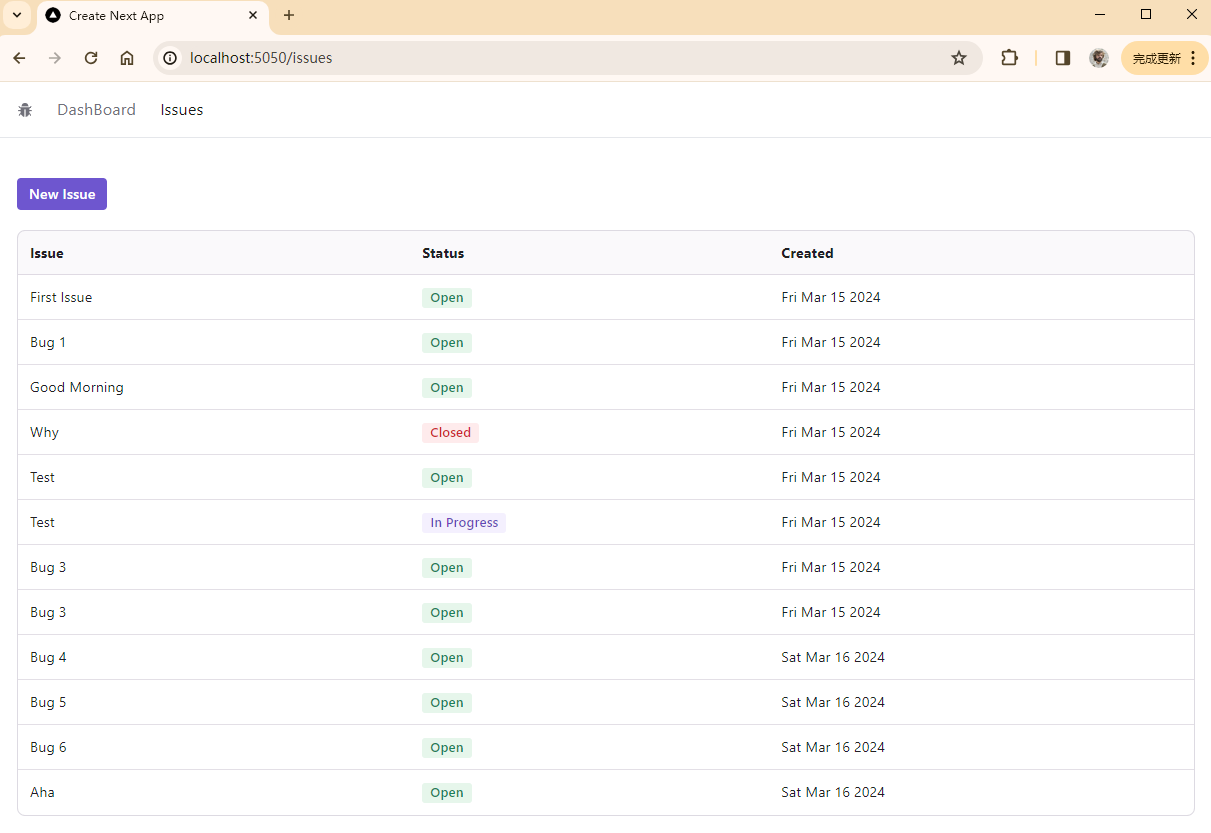 Create Next App
localhost:5050/issues
完成更新
DashBoard Issues
New Issue
Issue Status Created
First Issue Open Fri Mar 15 2024
Bug 1 Open Fri Mar 15 2024
Good Morning Open Fri Mar 15 2024
Why Closed Fri Mar 15 2024
Test Open Fri Mar 15 2024
Test In Progress Fri Mar 15 2024
Bug 3 Open Fri Mar 15 2024
Bug 3 Open Fri Mar 15 2024
Bug 4 Open Sat Mar 16 2024
Bug 5 Open Sat Mar 16 2024
Bug 6 Open Sat Mar 16 2024
Aha Open Sat Mar 16 2024